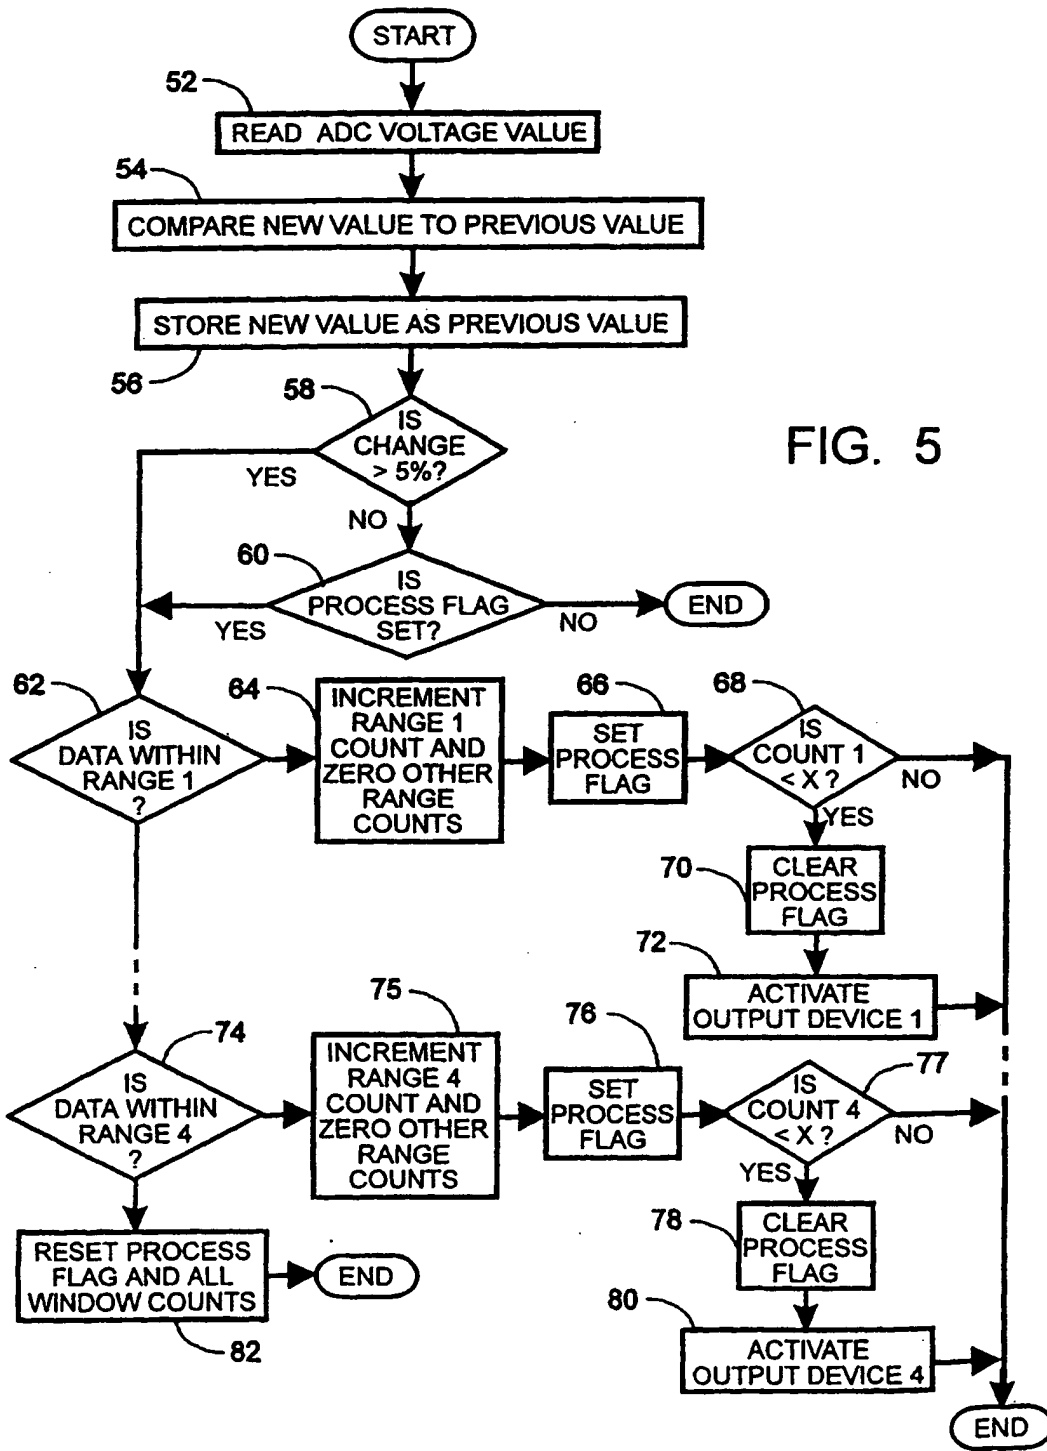 START
52
READ ADC VOLTAGE VALUE
54
COMPARE NEW VALUE TO PREVIOUS VALUE
STORE NEW VALUE AS PREVIOUS VALUE
56
58
IS
CHANGE
> 5%?
YES
NO
FIG. 5
60
IS
PROCESS FLAG
SET?
YES
NO
END
62
IS
DATA WITHIN
RANGE 1
?
64
INCREMENT
RANGE 1
COUNT AND
ZERO OTHER
RANGE
COUNTS
66
SET
PROCESS
FLAG
68
IS
COUNT 1
< X ?
NO
YES
70
CLEAR
PROCESS
FLAG
72
ACTIVATE
OUTPUT DEVICE 1
74
IS
DATA WITHIN
RANGE 4
?
75
INCREMENT
RANGE 4
COUNT AND
ZERO OTHER
RANGE
COUNTS
76
SET
PROCESS
FLAG
77
IS
COUNT 4
< X ?
NO
YES
78
CLEAR
PROCESS
FLAG
80
ACTIVATE
OUTPUT DEVICE 4
RESET PROCESS
FLAG AND ALL
WINDOW COUNTS
82
END
END